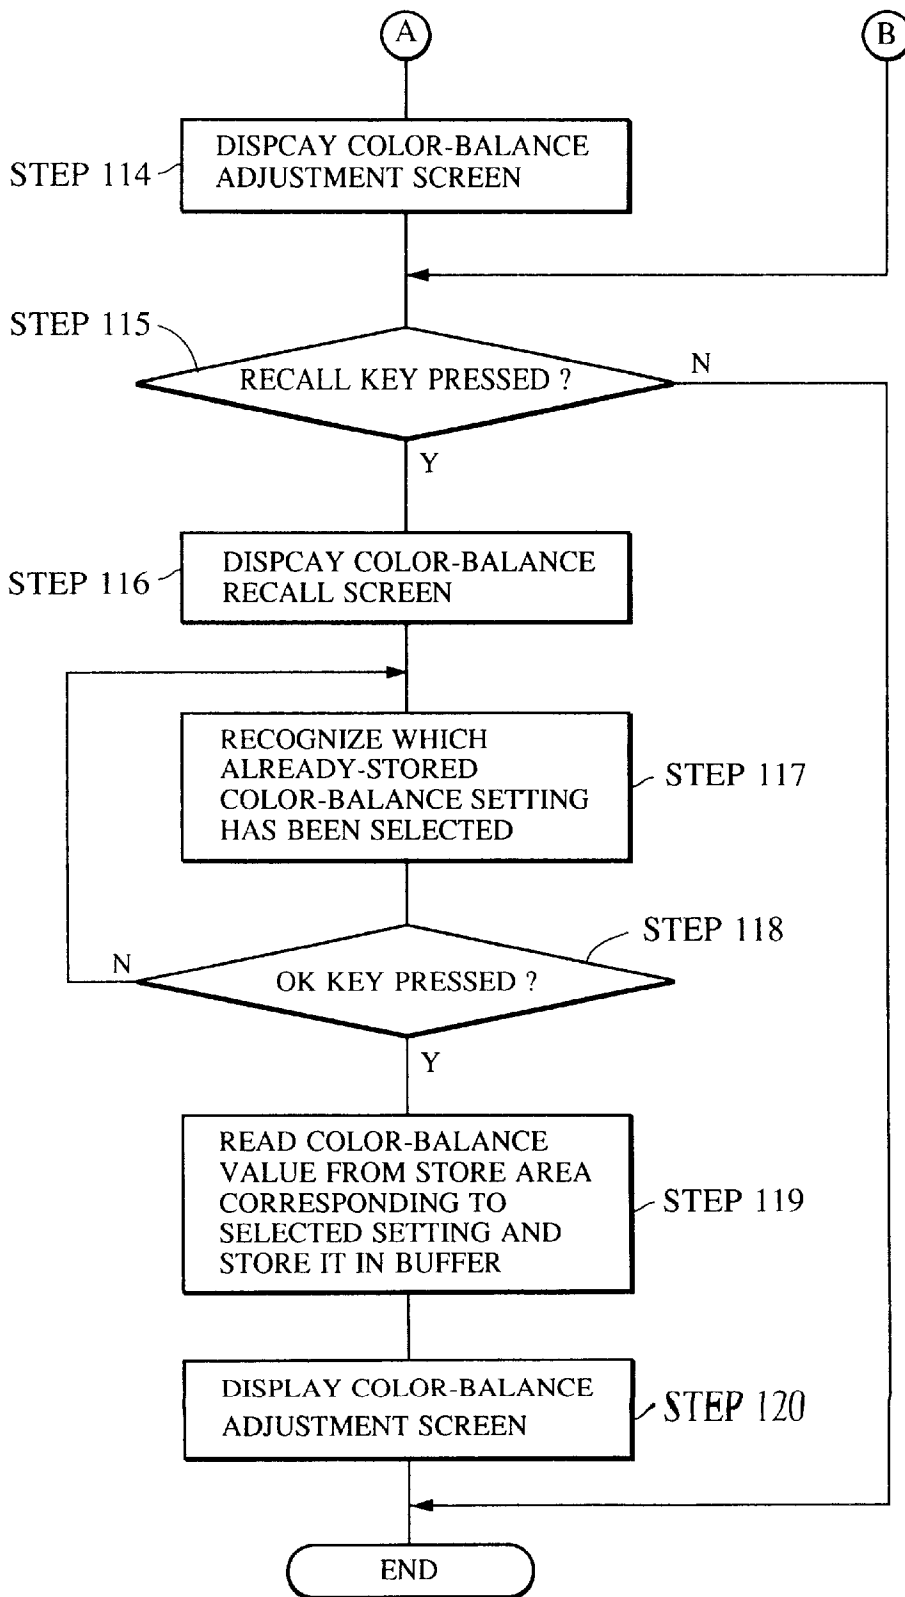 A
B
DISPCAY COLOR-BALANCE
ADJUSTMENT SCREEN
STEP 114
STEP 115
RECALL KEY PRESSED ?
N
Y
DISPCAY COLOR-BALANCE
RECALL SCREEN
STEP 116
RECOGNIZE WHICH
ALREADY-STORED
COLOR-BALANCE SETTING
HAS BEEN SELECTED
STEP 117
STEP 118
N
OK KEY PRESSED ?
Y
READ COLOR-BALANCE
VALUE FROM STORE AREA
CORRESPONDING TO
SELECTED SETTING AND
STORE IT IN BUFFER
STEP 119
DISPLAY COLOR-BALANCE
ADJUSTMENT SCREEN
STEP 120
END